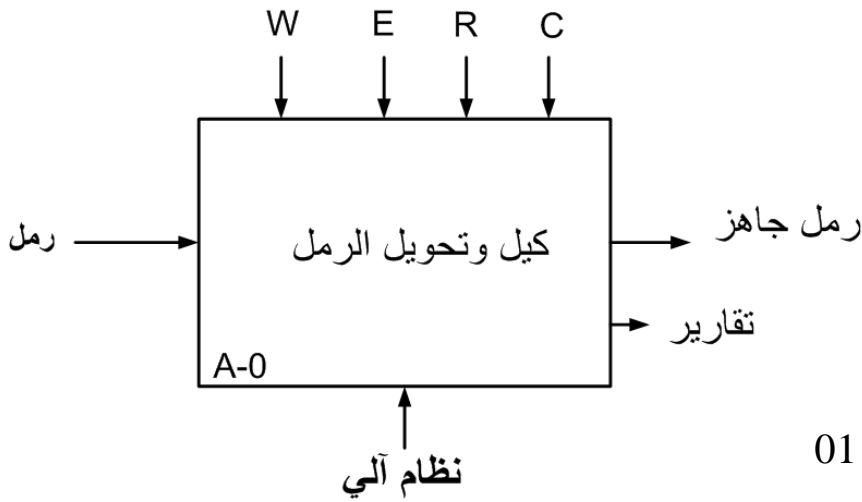 W E R C
رمل
كيل وتحويل الرمل
رمل جاهز
تقارير
A-0
نظام آلي
01